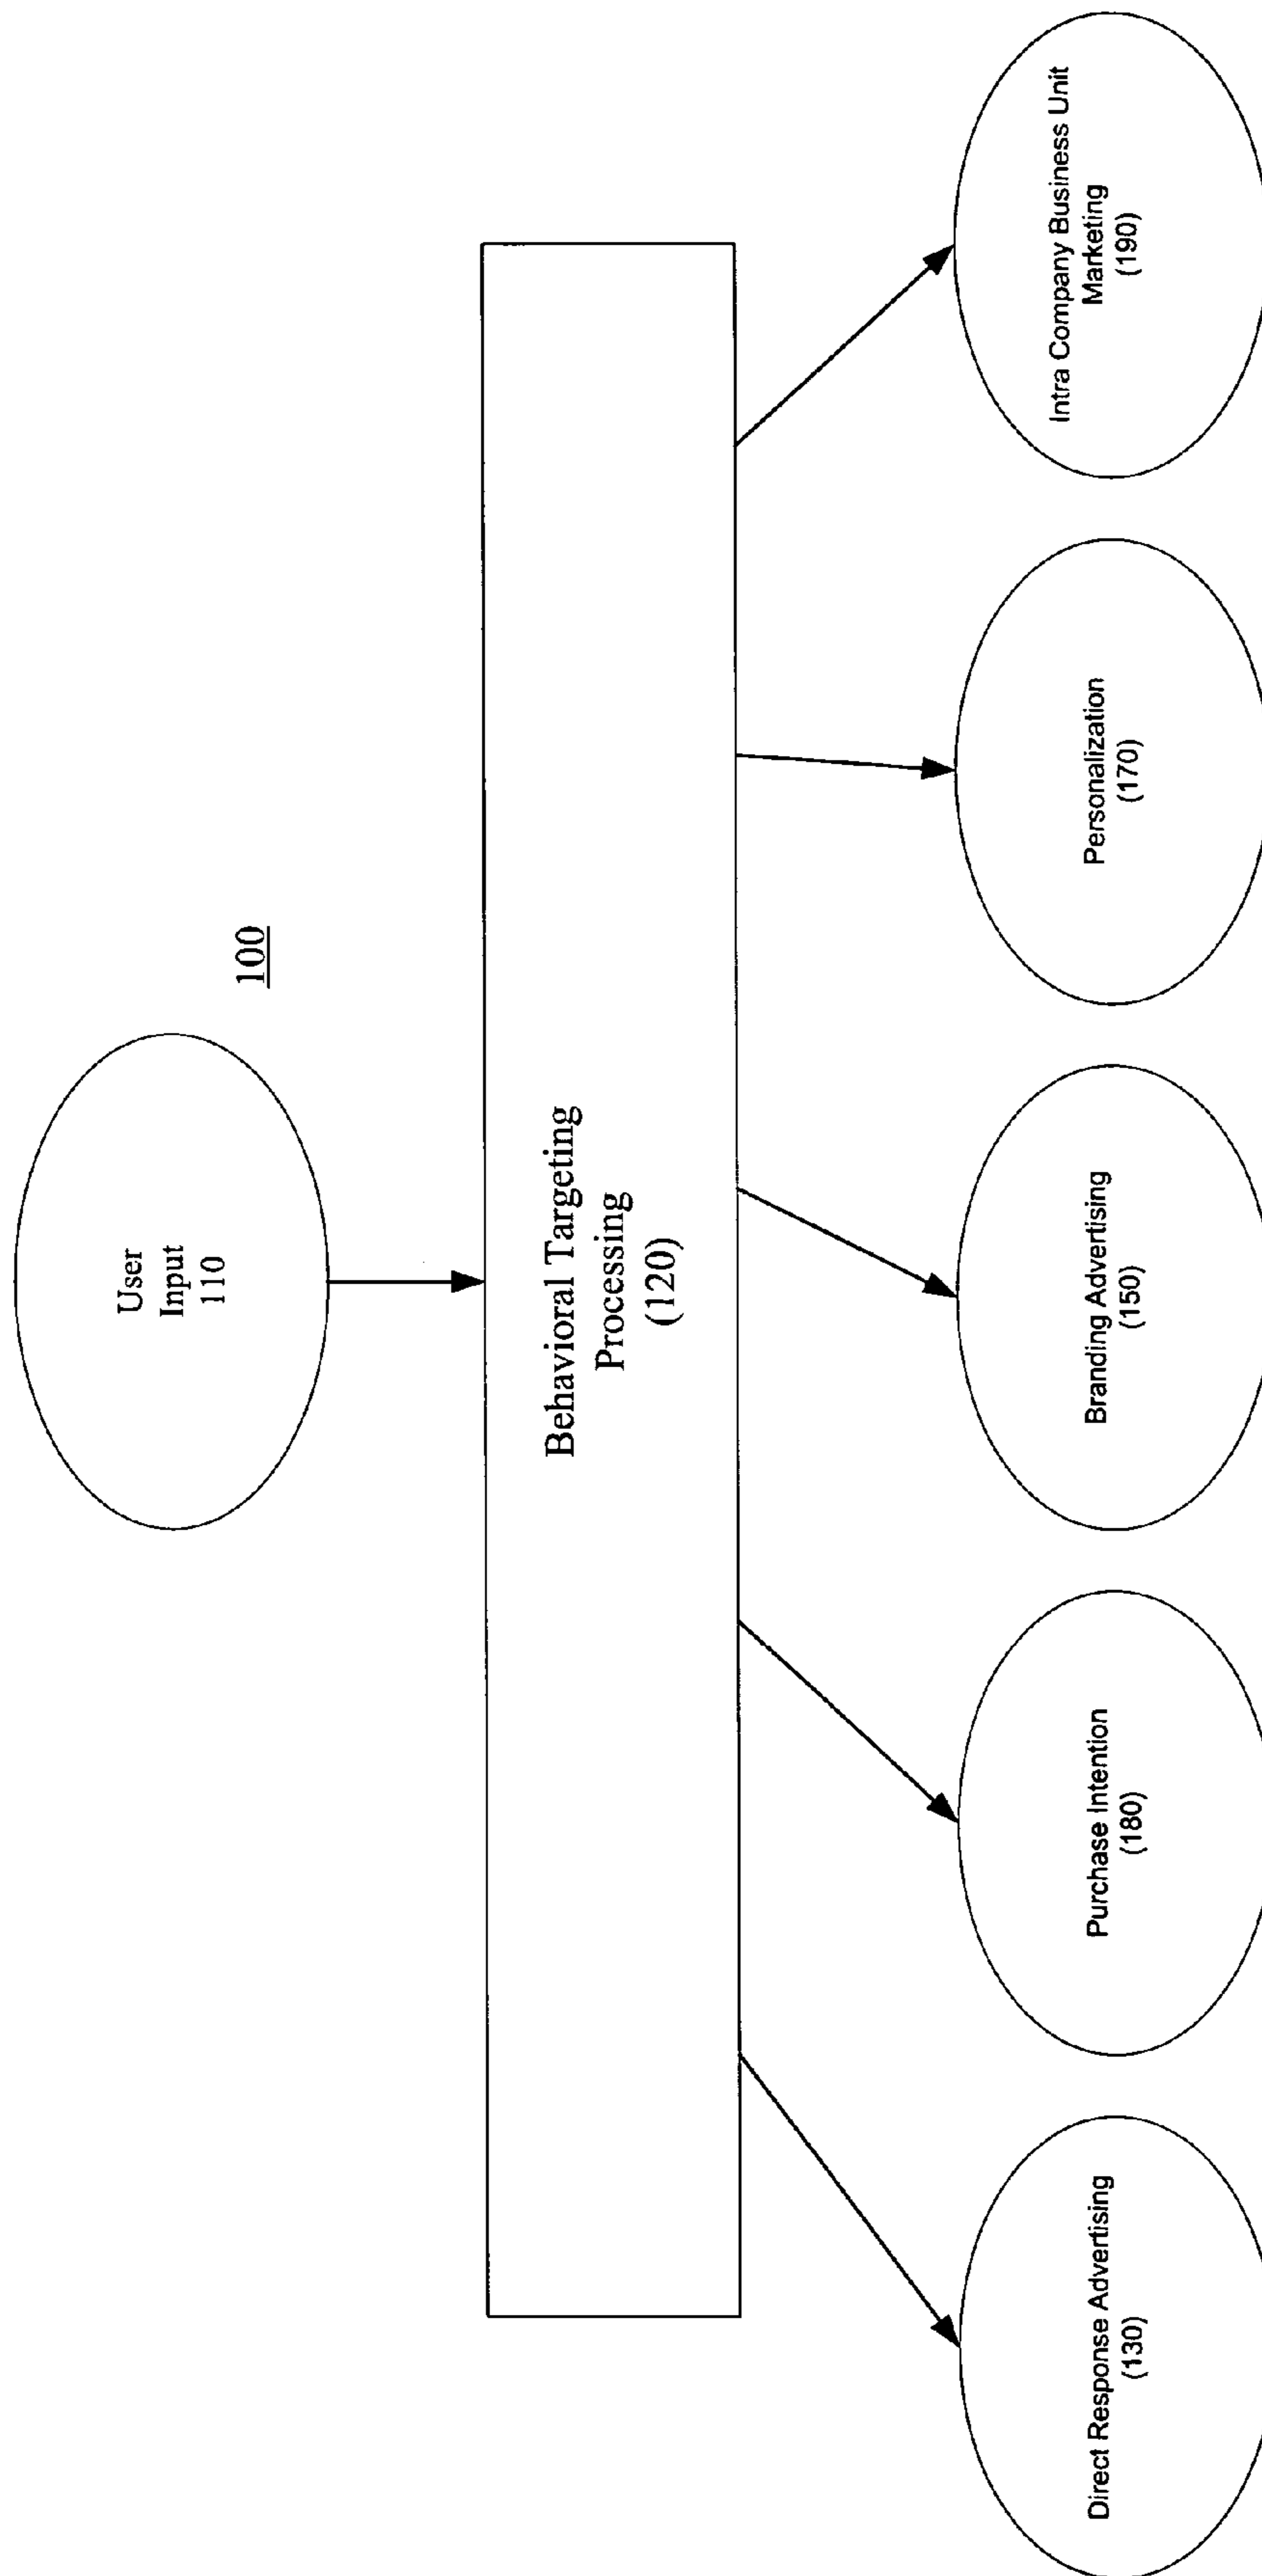 100
User
Input
110
Behavioral Targeting
Processing
(120)
Direct Response Advertising
(130)
Purchase Intention
(180)
Branding Advertising
(150)
Personalization
(170)
Intra Company Business Unit
Marketing
(190)